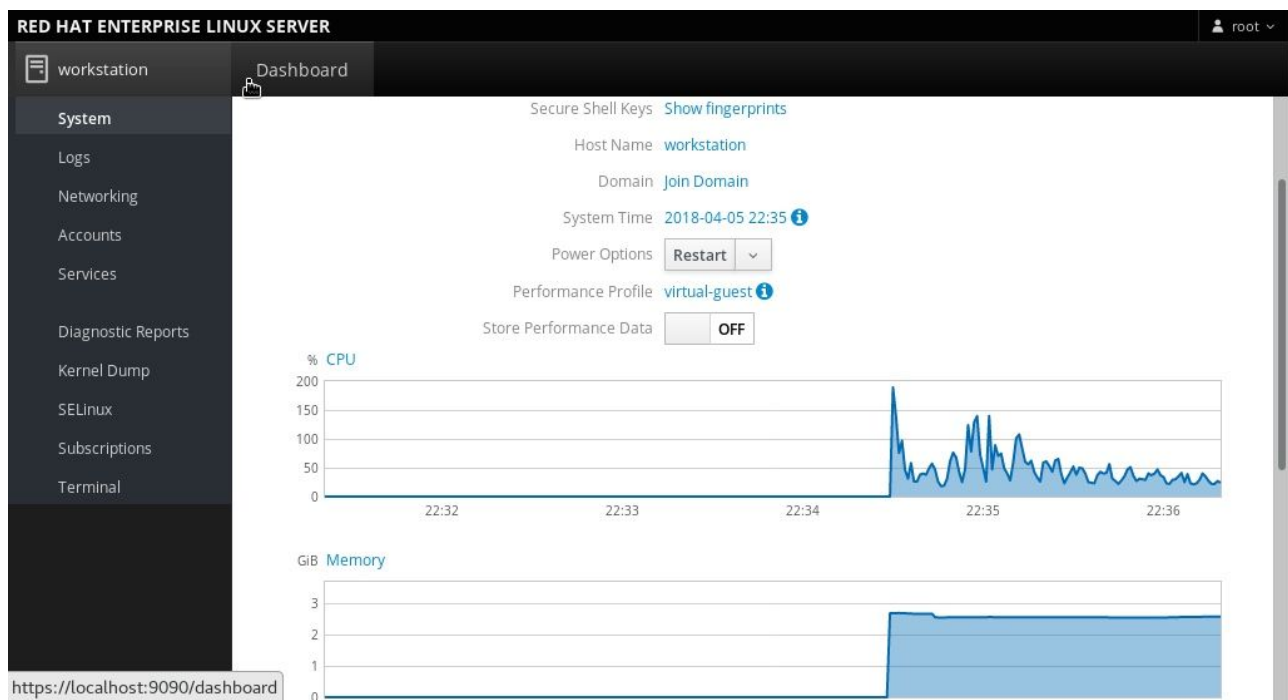 RED HAT ENTERPRISE LINUX SERVER
root
workstation
Dashboard
System
Logs
Networking
Accounts
Services
Diagnostic Reports
Kernel Dump
SELinux
Subscriptions
Terminal
Secure Shell Keys Show fingerprints
Host Name workstation
Domain Join Domain
System Time 2018-04-05 22:35
Power Options Restart
Performance Profile virtual-guest
Store Performance Data OFF
% CPU
200
150
100
50
0
22:32 22:33 22:34 22:35 22:36
GiB Memory
3
2
1
0
https://localhost:9090/dashboard